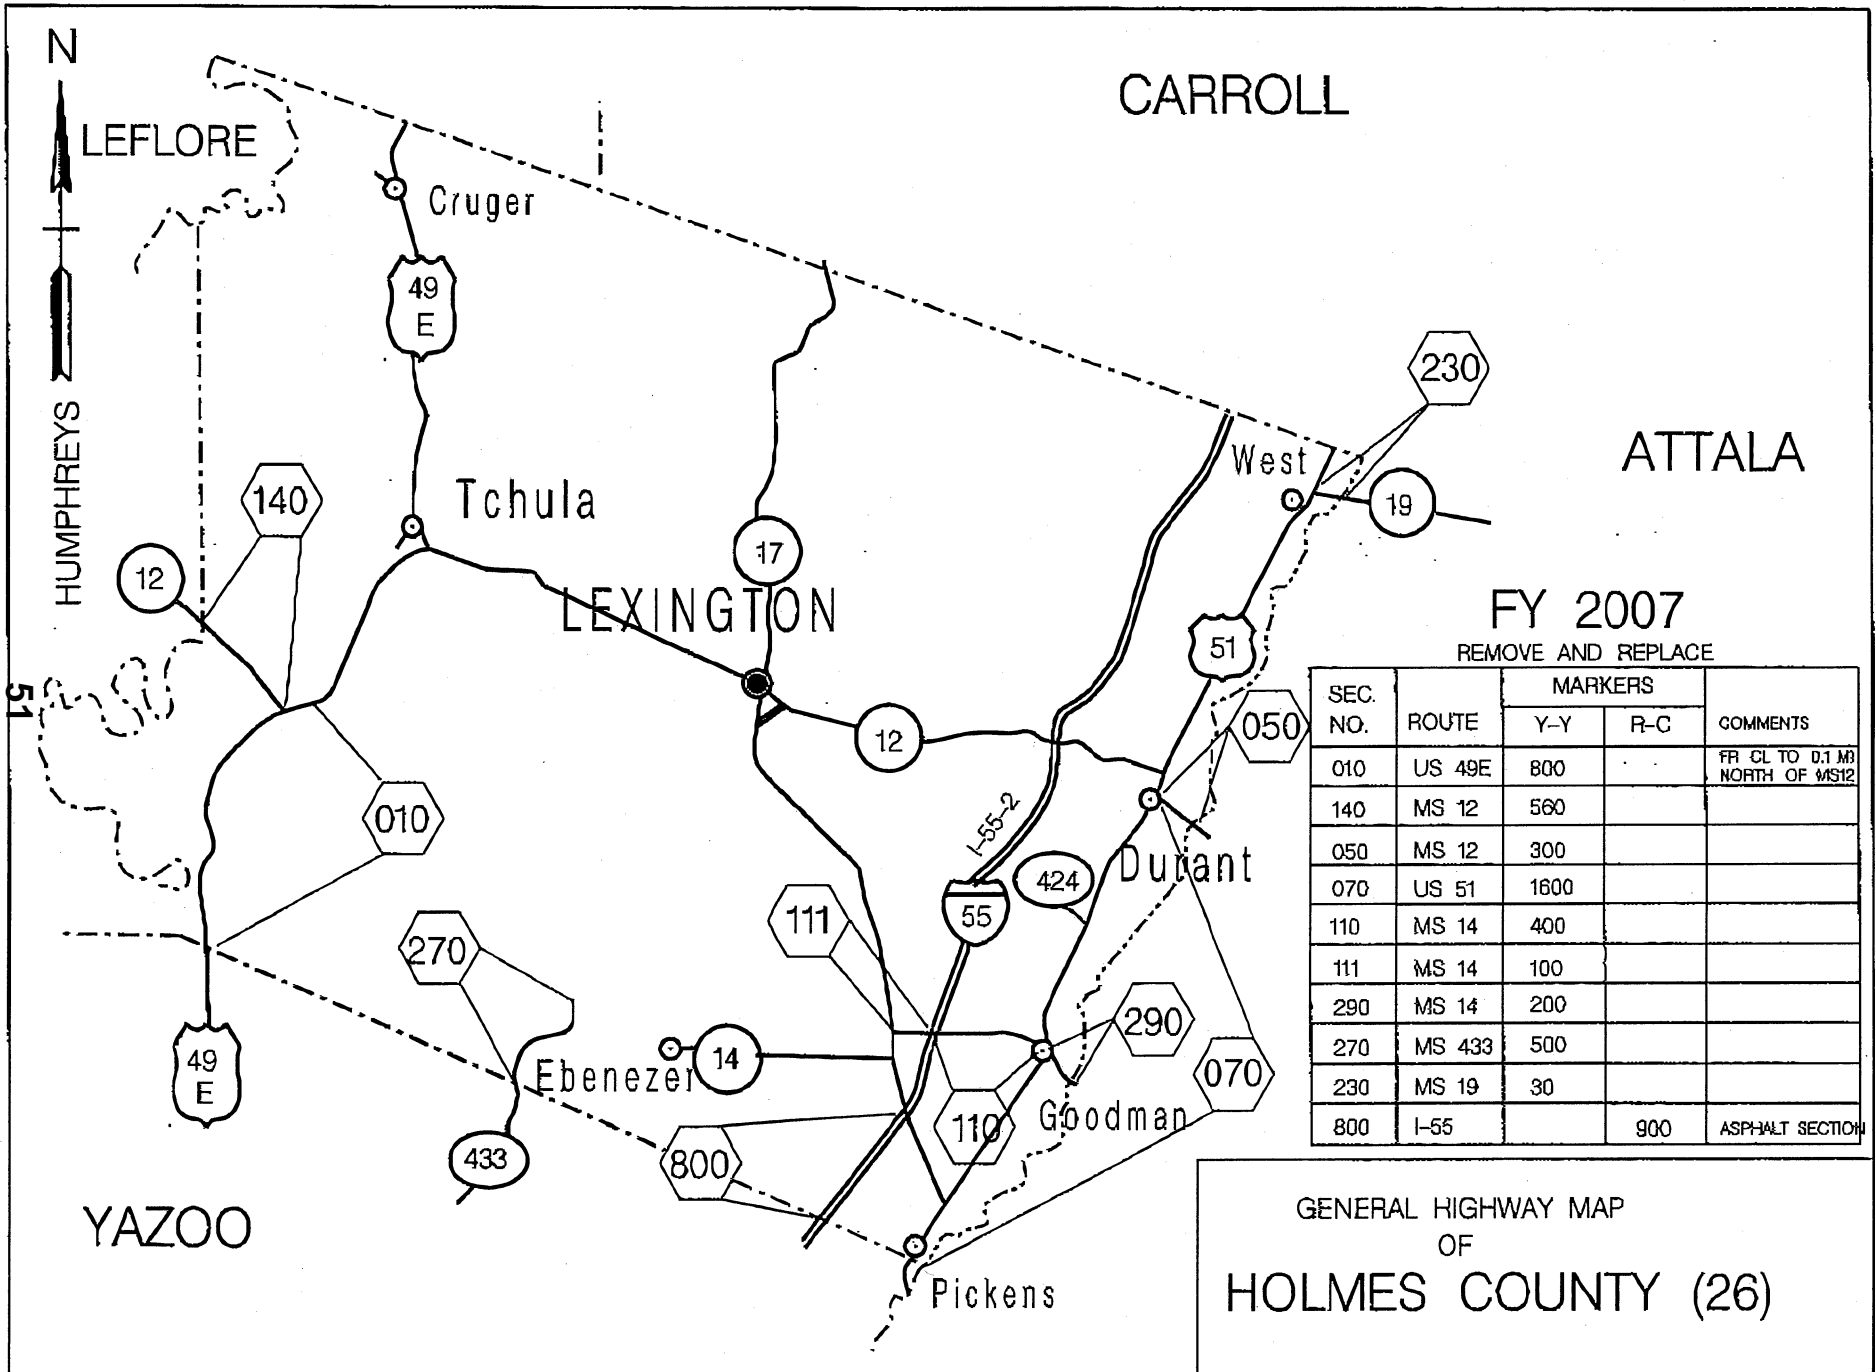 N
CARROLL
LEFLORE
Cruger
49
E
230
West
ATTALA
HUMPHREYS
140
Tchula
19
12
17
LEXINGTON
FY 2007
REMOVE AND REPLACE
51
SEC. NO. ROUTE MARKERS Y-Y R-C COMMENTS
010 US 49E 800 FR CL TO 0.1 MI NORTH OF MS12
140 MS 12 560
050 MS 12 300
070 US 51 1600
110 MS 14 400
111 MS 14 100
290 MS 14 200
270 MS 433 500
230 MS 19 30
800 I-55 900 ASPHALT SECTION
51
050
12
010
I-55-2
Durant
424
111
55
270
290
49
E
Ebenezer
14
070
110
Goodman
433
800
YAZOO
Pickens
GENERAL HIGHWAY MAP
OF
HOLMES COUNTY (26)